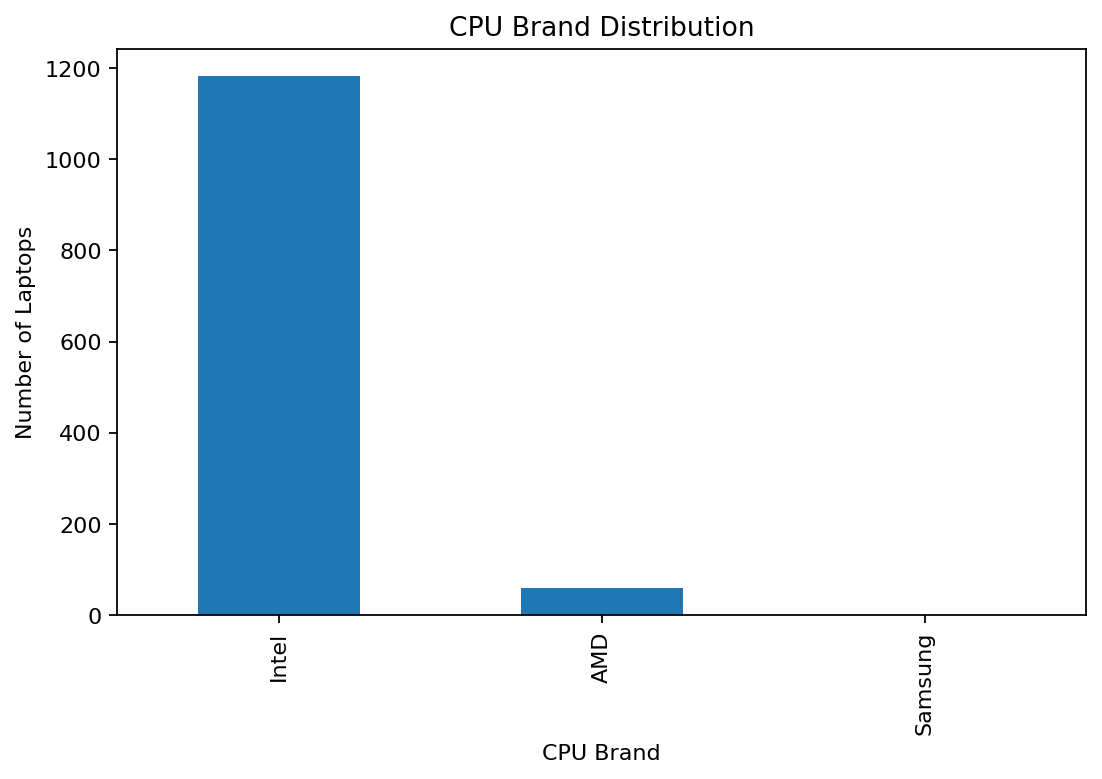 CPU Brand Distribution
Number of Laptops
1200
1000
800
600
400
200
0
Intel
AMD
Samsung
CPU Brand